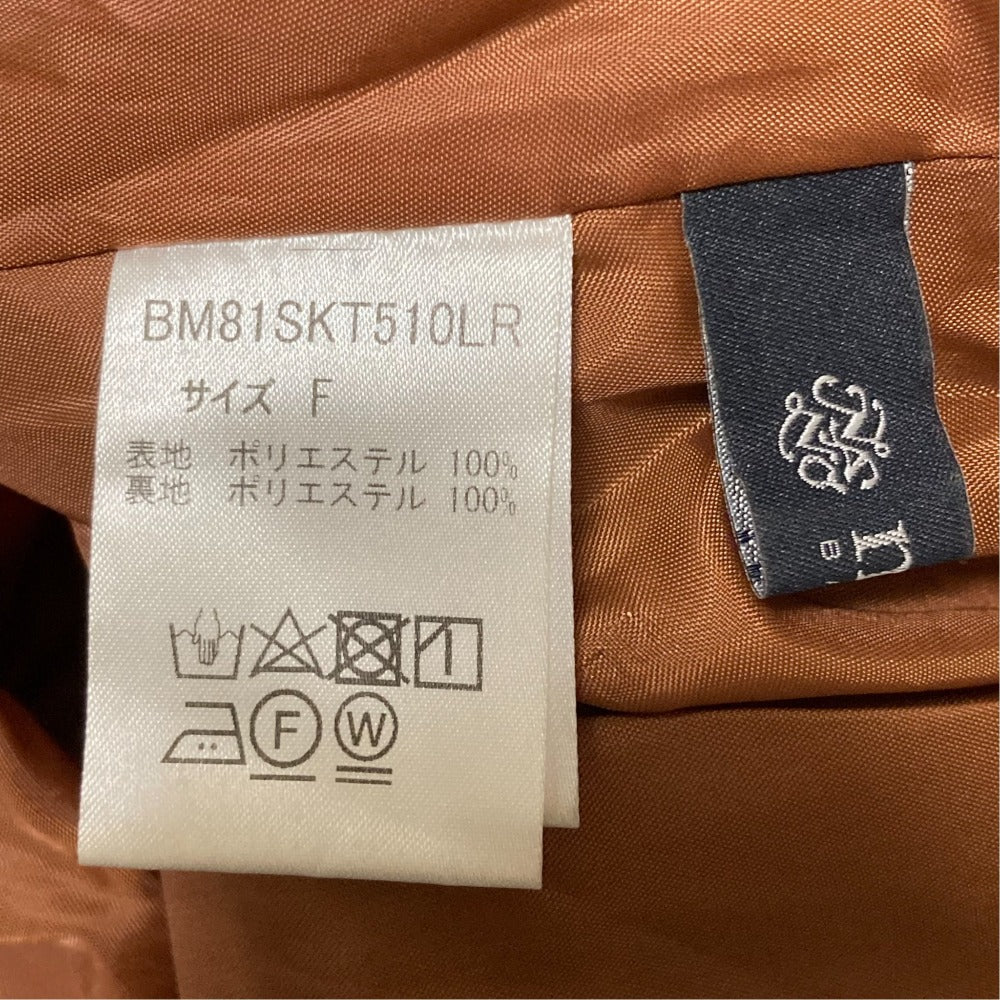 BM81SKT510LR
サイズ F
表地 ポリエステル 100%
裏地 ポリエステル 100%
F
W